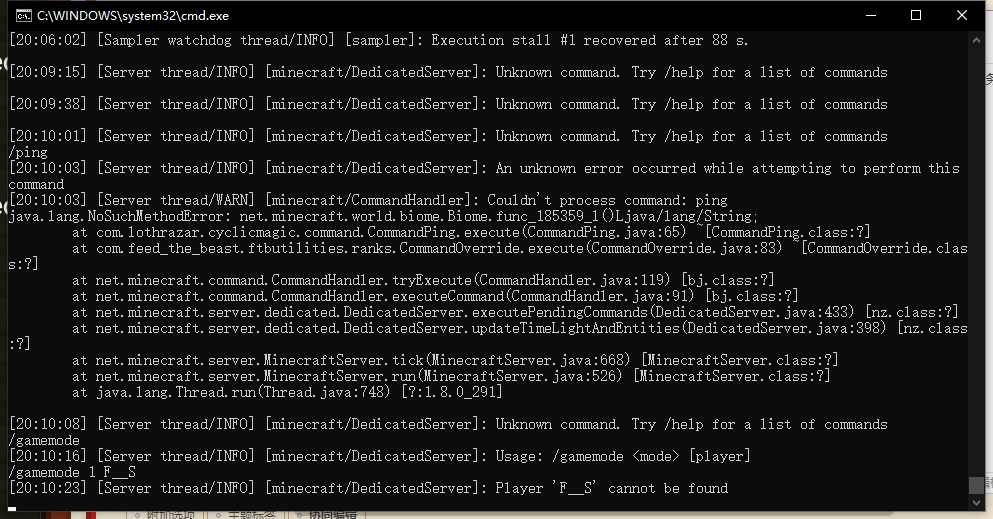 C:\WINDOWS\system32\cmd.exe
[20:06:02] [Sampler watchdog thread/INFO] [sampler]: Execution stall #1 recovered after 88 s.
[20:09:15] [Server thread/INFO] [minecraft/DedicatedServer]: Unknown command. Try /help for a list of commands
[20:09:38] [Server thread/INFO] [minecraft/DedicatedServer]: Unknown command. Try /help for a list of commands
[20:10:01] [Server thread/INFO] [minecraft/DedicatedServer]: Unknown command. Try /help for a list of commands
/ping
[20:10:03] [Server thread/INFO] [minecraft/DedicatedServer]: An unknown error occurred while attempting to perform this
command
[20:10:03] [Server thread/WARN] [minecraft/CommandHandler]: Couldn't process command: ping
java.lang.NoSuchMethodError: net.minecraft.world.biome.Biome.func_185359_l()Ljava/lang/String;
at com.lothrazar.cyclicmagic.command.CommandPing.execute(CommandPing.java:65) ~[CommandPing.class:?]
at com.feed_the_beast.ftbutilities.ranks.CommandOverride.execute(CommandOverride.java:83) ~[CommandOverride.clas
s:?]
at net.minecraft.command.CommandHandler.tryExecute(CommandHandler.java:119) [bj.class:?]
at net.minecraft.command.CommandHandler.executeCommand(CommandHandler.java:91) [bj.class:?]
at net.minecraft.server.dedicated.DedicatedServer.executePendingCommands(DedicatedServer.java:433) [nz.class:?]
at net.minecraft.server.dedicated.DedicatedServer.updateTimeLightAndEntities(DedicatedServer.java:398) [nz.class
:?]
at net.minecraft.server.MinecraftServer.tick(MinecraftServer.java:668) [MinecraftServer.class:?]
at net.minecraft.server.MinecraftServer.run(MinecraftServer.java:526) [MinecraftServer.class:?]
at java.lang.Thread.run(Thread.java:748) [?:1.8.0_291]
[20:10:08] [Server thread/INFO] [minecraft/DedicatedServer]: Unknown command. Try /help for a list of commands
/gamemode
[20:10:16] [Server thread/INFO] [minecraft/DedicatedServer]: Usage: /gamemode <mode> [player]
/gamemode 1 F__S
[20:10:23] [Server thread/INFO] [minecraft/DedicatedServer]: Player 'F__S' cannot be found
附加选项 主题标签 协同编辑